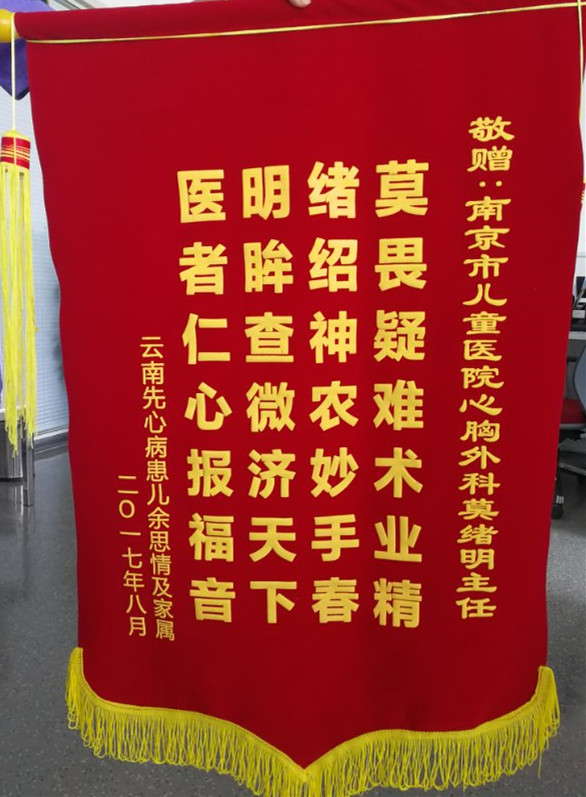 敬赠：南京市儿童医院心胸外科莫绪明主任
莫畏疑难术业精
绪绍神农妙手春
明眸查微济天下
医者仁心报福音
云南先心病患儿余思情及家属
二〇一七年八月